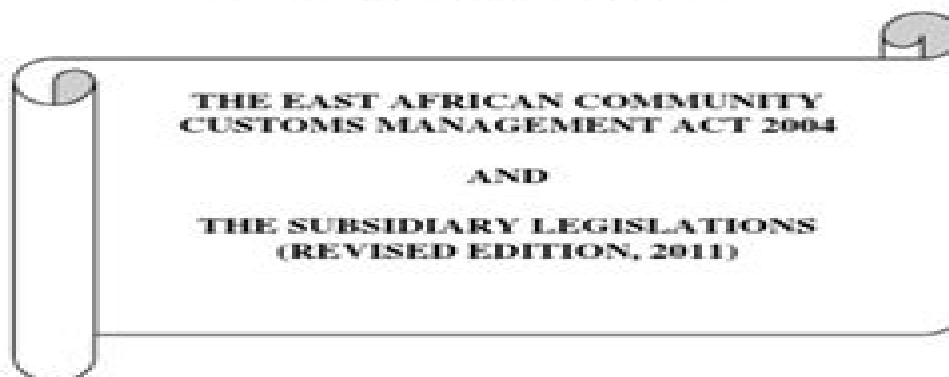 THE EAST AFRICAN COMMUNITY
CUSTOMS MANAGEMENT ACT 2004
AND
THE SUBSIDIARY LEGISLATIONS
(REVISED EDITION, 2011)